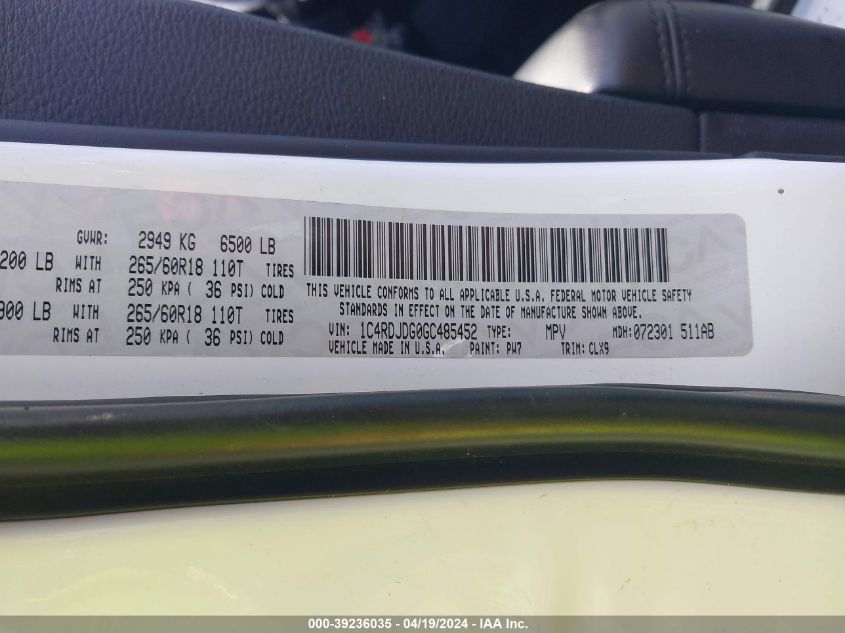 GVWR: 2949 KG 6500 LB
200 LB WITH 265/60R18 110T TIRES
RIMS AT 250 KPA ( 36 PSI) COLD
900 LB WITH 265/60R18 110T TIRES
RIMS AT 250 KPA ( 36 PSI) COLD
THIS VEHICLE CONFORMS TO ALL APPLICABLE U.S.A. FEDERAL MOTOR VEHICLE SAFETY
STANDARDS IN EFFECT ON THE DATE OF MANUFACTURE SHOWN ABOVE.
VIN: 1C4RDJDG0GC485452 TYPE: MPV MDH: 072301 511AB
VEHICLE MADE IN U.S.A. PAINT: PW7 TRIM: CLX9
000-39236035 - 04/19/2024 - IAA Inc.